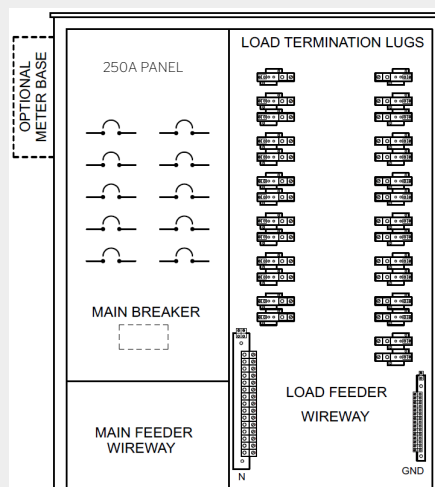 OPTIONAL
METER BASE
250A PANEL
MAIN BREAKER
MAIN FEEDER
WIREWAY
LOAD TERMINATION LUGS
LOAD FEEDER
WIREWAY
N
GND